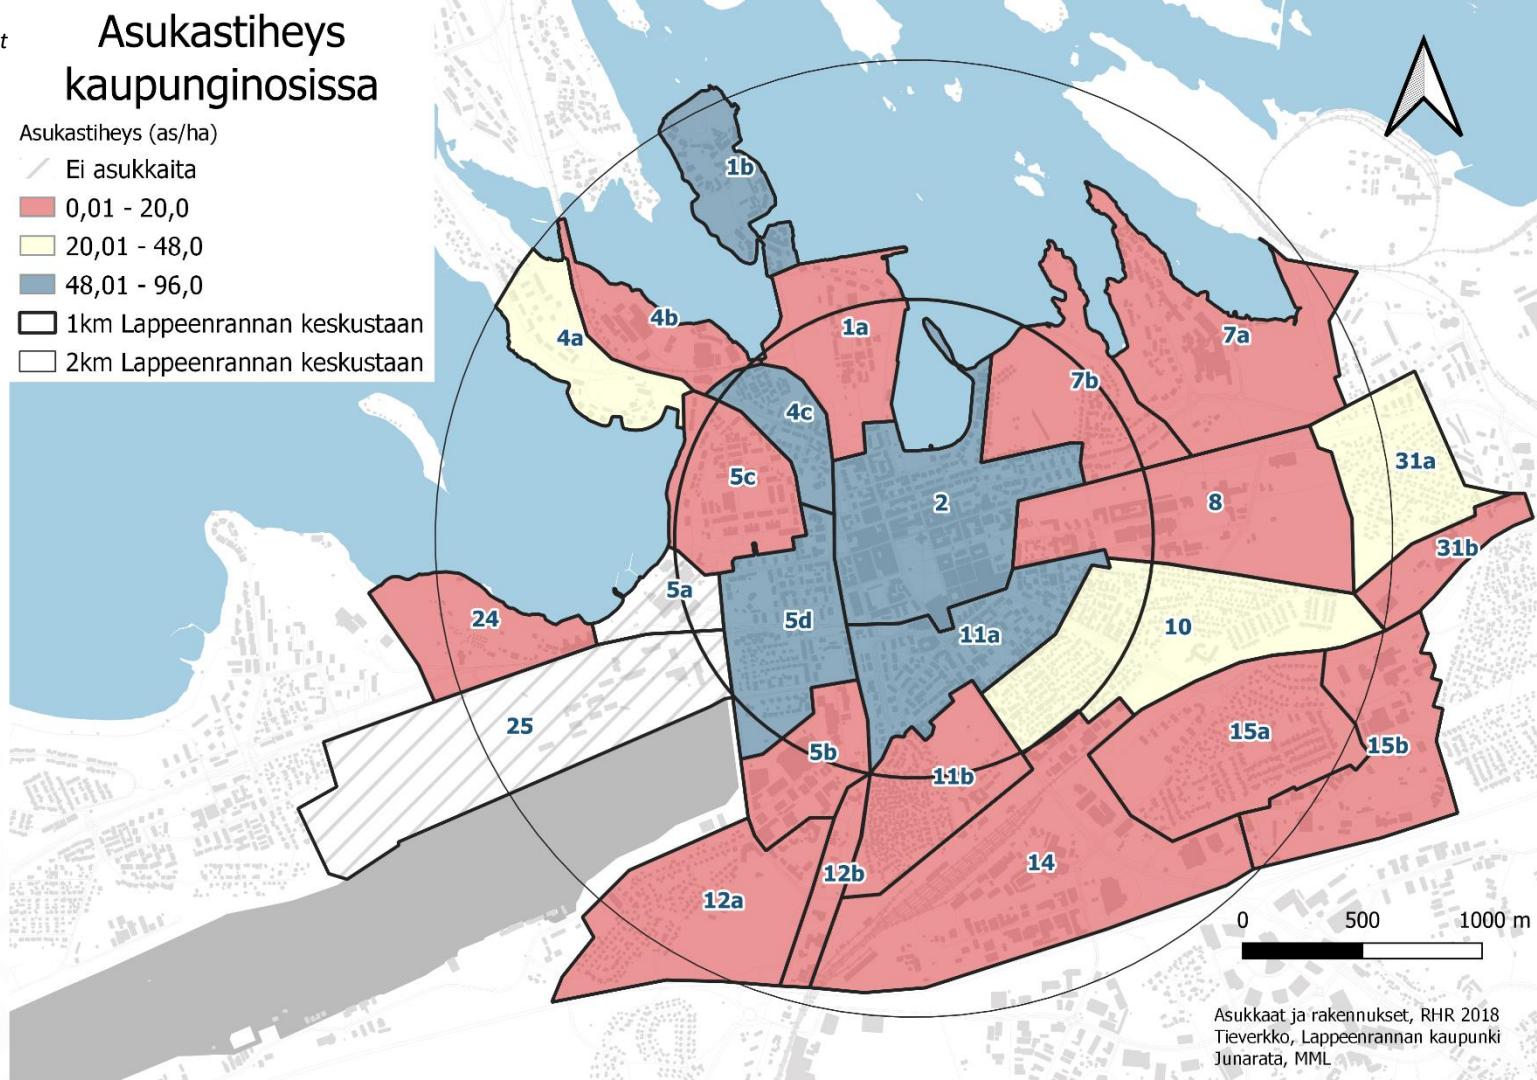 t
Asukastiheys
kaupunginosissa
Asukastiheys (as/ha)
Ei asukkaita
0,01 - 20,0
20,01 - 48,0
48,01 - 96,0
1km Lappeenrannan keskustaan
2km Lappeenrannan keskustaan
1b
4b
1a
4a
7a
7b
4c
31a
5c
2
8
31b
5a
24
5d
11a
10
25
15a
15b
5b
11b
14
12b
12a
0 500 1000 m
Asukkaat ja rakennukset, RHR 2018
Tieverkko, Lappeenrannan kaupunki
Junarata, MML